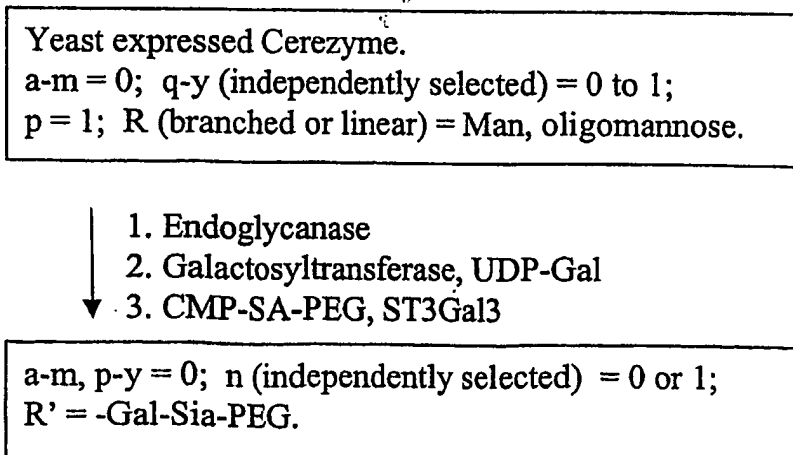 Yeast expressed Cerezyme.
a-m = 0; q-y (independently selected) = 0 to 1;
p = 1; R (branched or linear) = Man, oligomannose.
1. Endoglycanase
2. Galactosyltransferase, UDP-Gal
3. CMP-SA-PEG, ST3Gal3
a-m, p-y = 0; n (independently selected) = 0 or 1;
R' = -Gal-Sia-PEG.